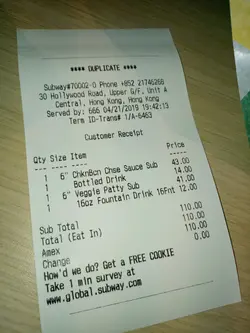 **** DUPLICATE ****
Subway#70002-0 Phone +852 21746268
30 Hollywood Road, Upper G/F, Unit A
Central, Hong Kong, Hong Kong
Served by: 666 04/21/2019 19:42:13
Term ID-Trans# 1/A-6463
Customer Receipt
Qty Size Item Price
1 6" ChknBcn Chse Sauce Sub 43.00
1 Bottled Drink 14.00
1 6" Veggie Patty Sub 41.00
1 16oz Fountain Drink 16Fnt 12.00
Sub Total 110.00
Total (Eat In) 110.00
Amex 110.00
Change 0.00
How'd we do? Get a FREE COOKIE
Take 1 min survey at
www.global.subway.com